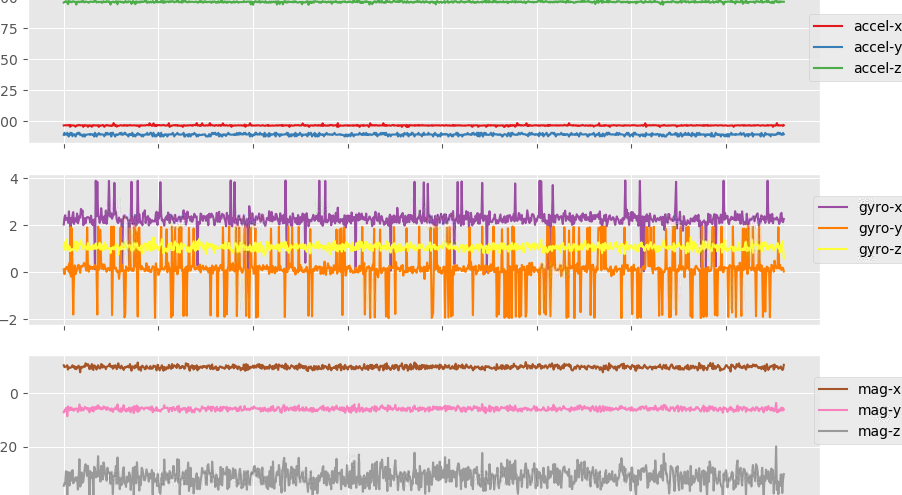 00
75
50
25
00
accel-x
accel-y
accel-z
4
2
0
−2
gyro-x
gyro-y
gyro-z
0
20
mag-x
mag-y
mag-z